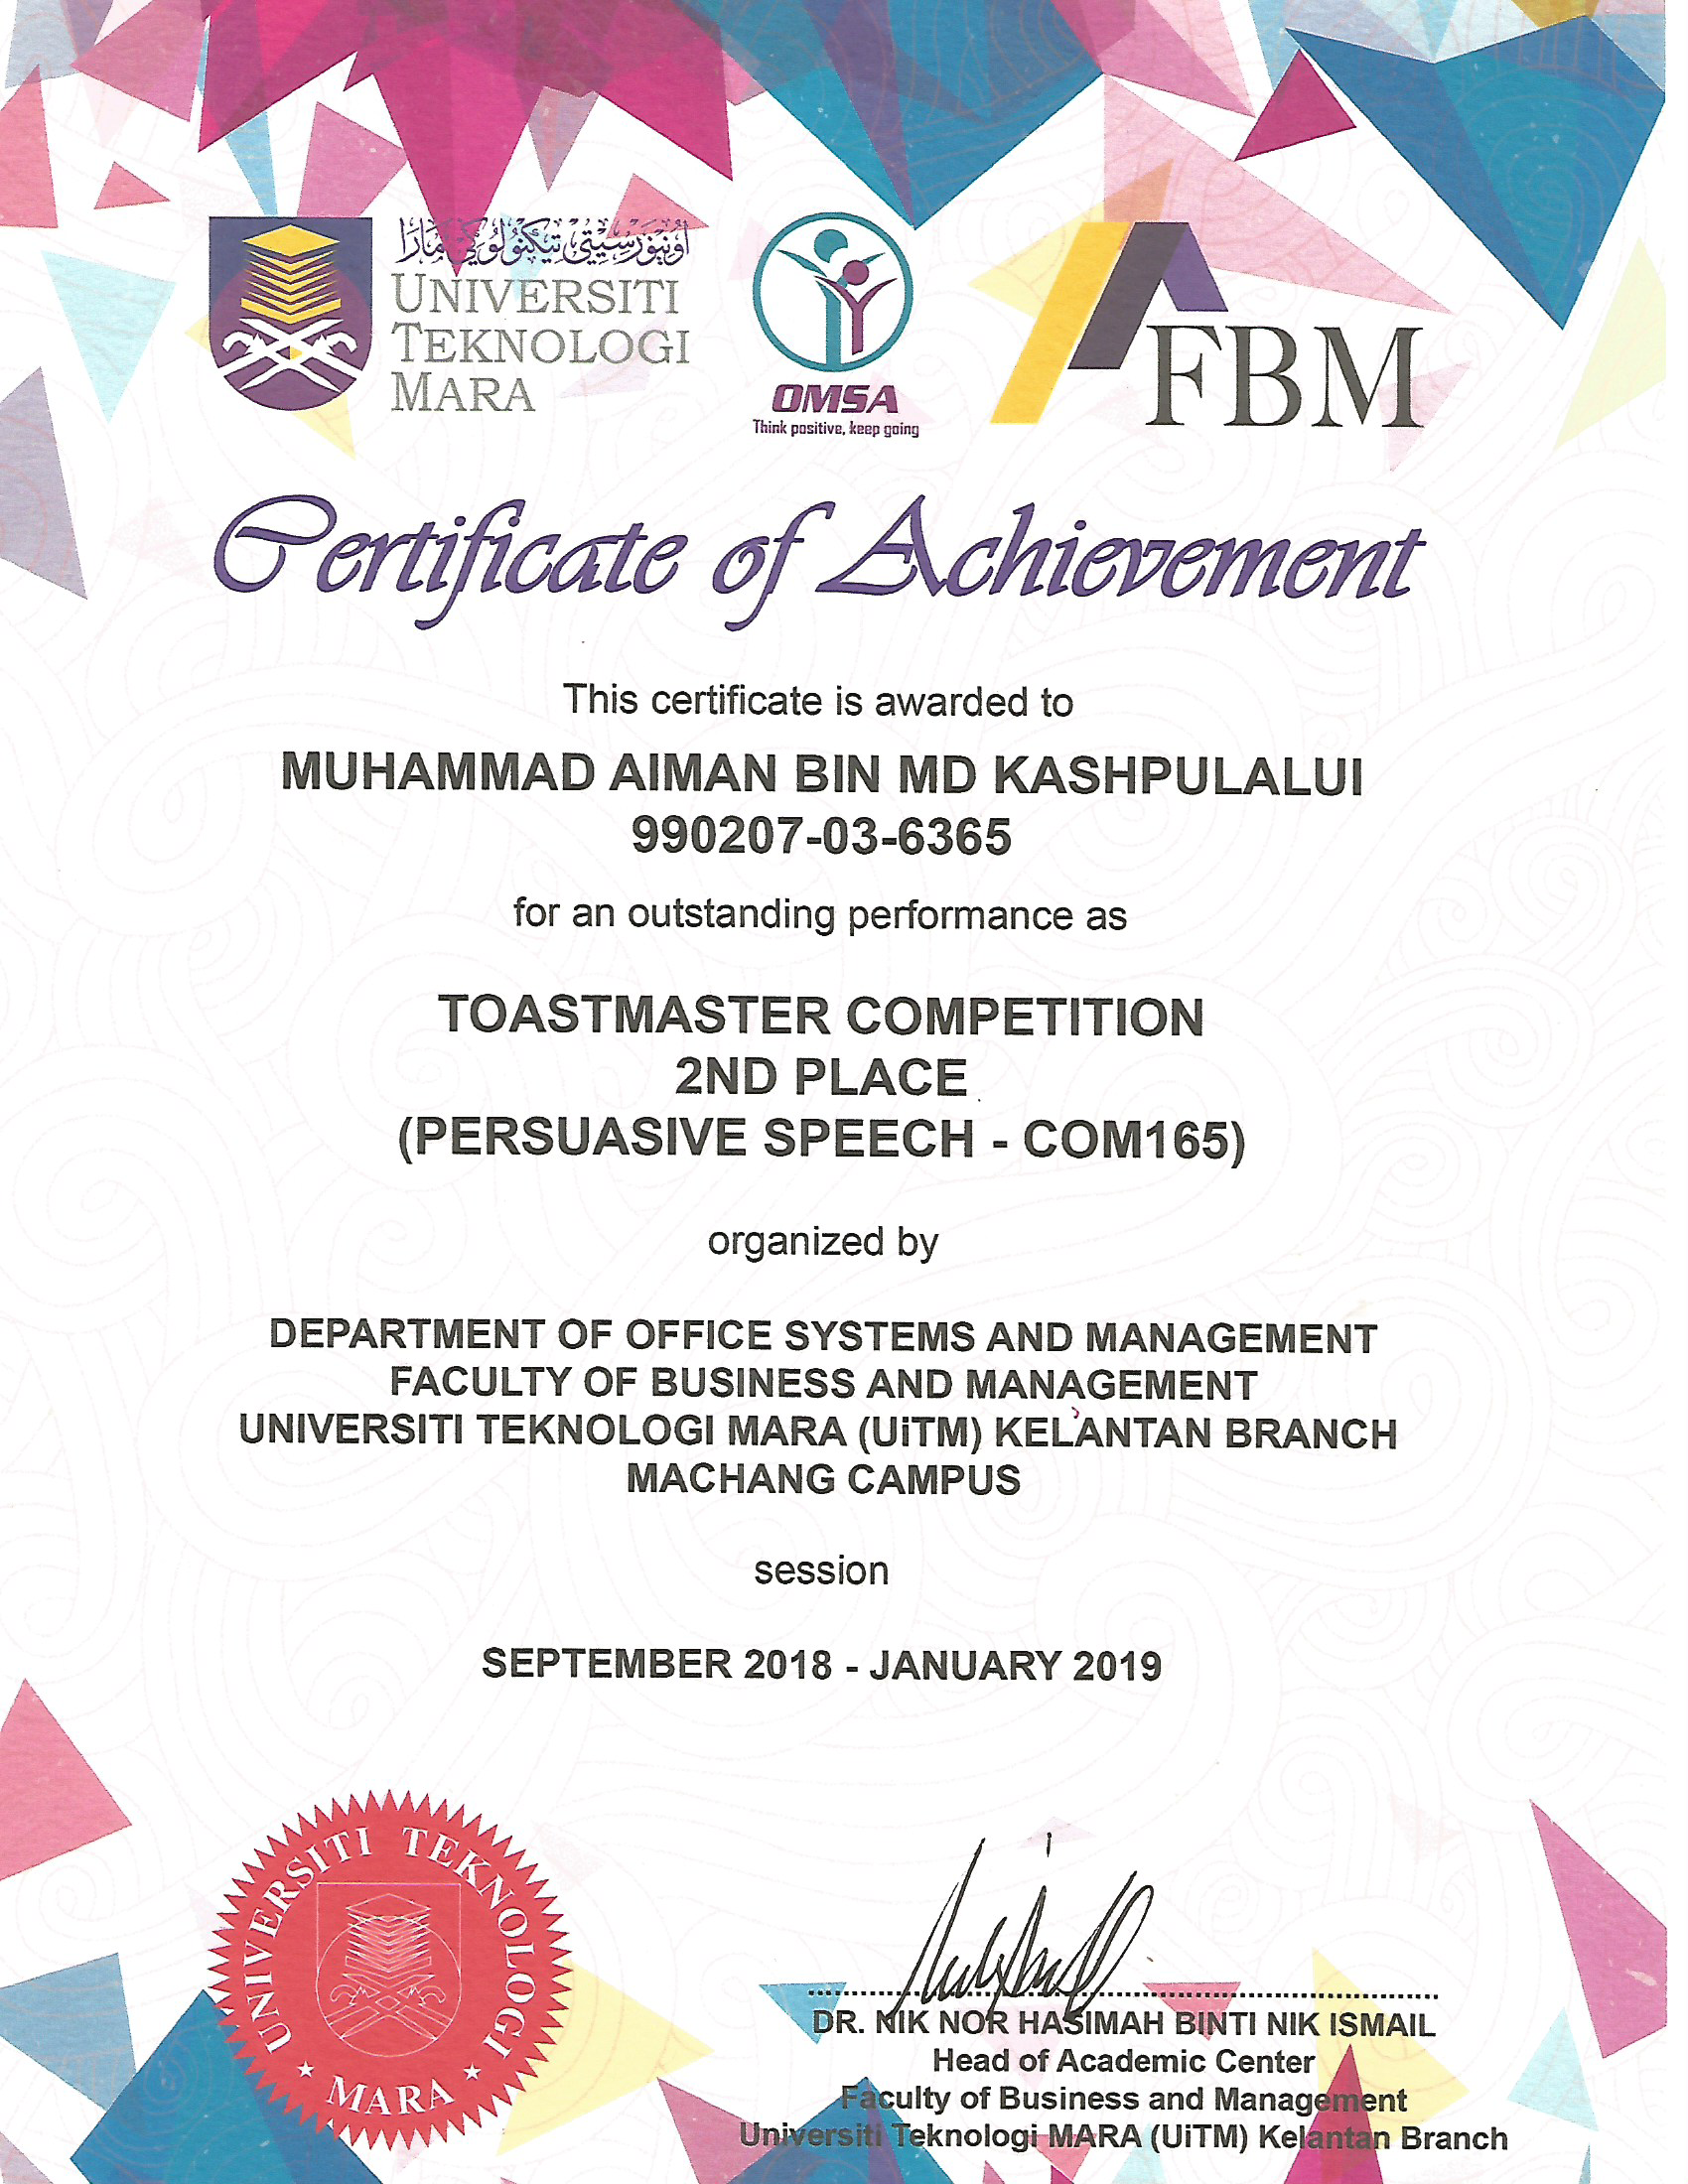 اونيۏرسيتي تيكنولوݢي مارا
UNIVERSITI
TEKNOLOGI
MARA
OMSA
Think positive, keep going
FBM
Certificate of Achievement
This certificate is awarded to
MUHAMMAD AIMAN BIN MD KASHPULALUI
990207-03-6365
for an outstanding performance as
TOASTMASTER COMPETITION
2ND PLACE
(PERSUASIVE SPEECH - COM165)
organized by
DEPARTMENT OF OFFICE SYSTEMS AND MANAGEMENT
FACULTY OF BUSINESS AND MANAGEMENT
UNIVERSITI TEKNOLOGI MARA (UiTM) KELANTAN BRANCH
MACHANG CAMPUS
session
SEPTEMBER 2018 - JANUARY 2019
UNIVERSITI TEKNOLOGI
MARA
DR. NIK NOR HASIMAH BINTI NIK ISMAIL
Head of Academic Center
Faculty of Business and Management
Universiti Teknologi MARA (UiTM) Kelantan Branch